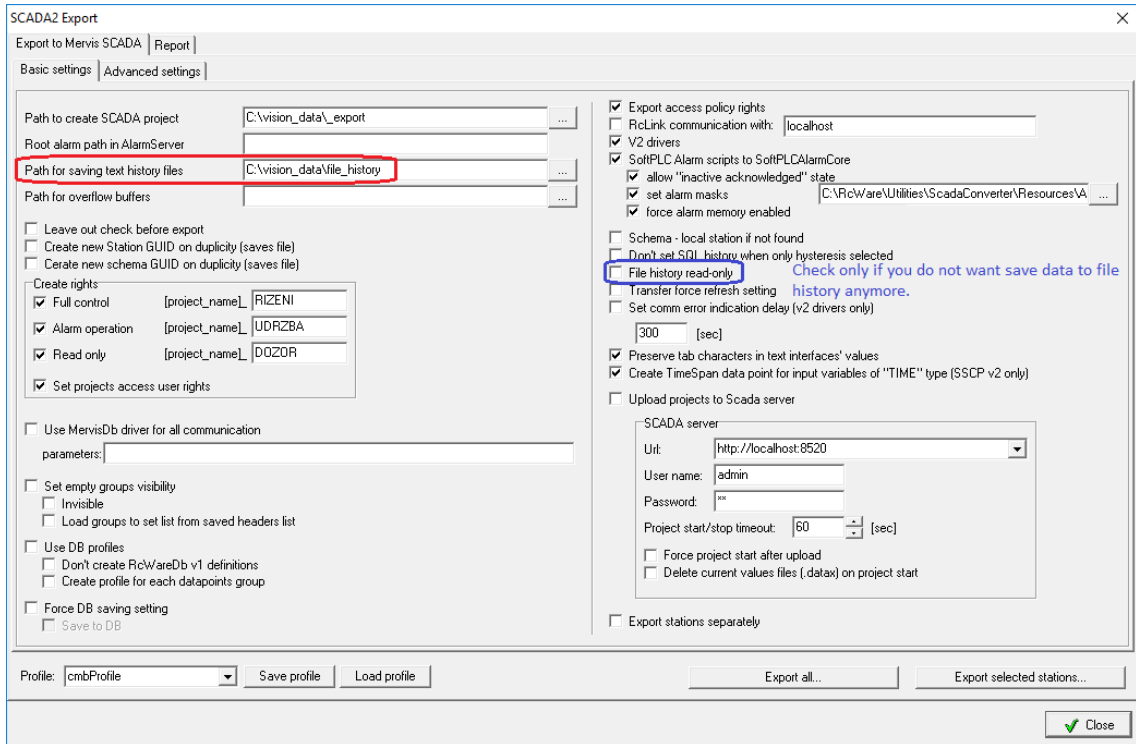 SCADA2 Export
Export to Mervis SCADA
Report
Basic settings
Advanced settings
Path to create SCADA project
C:\vision_data\_export
...
Root alarm path in AlarmServer
Path for saving text history files
C:\vision_data\file_history
...
Path for overflow buffers
...
Leave out check before export
Create new Station GUID on duplicity (saves file)
Cerate new schema GUID on duplicity (saves file)
Create rights
Full control
[project_name]_
RIZENI
Alarm operation
[project_name]_
UDRZBA
Read only
[project_name]_
DOZOR
Set projects access user rights
Use MervisDb driver for all communication
parameters:
Set empty groups visibility
Invisible
Load groups to set list from saved headers list
Use DB profiles
Don't create RcWareDb v1 definitions
Create profile for each datapoints group
Force DB saving setting
Save to DB
Export access policy rights
RcLink communication with:
localhost
V2 drivers
SoftPLC Alarm scripts to SoftPLCAlarmCore
allow "inactive acknowledged" state
set alarm masks
C:\RcWare\Utilities\ScadaConverter\Resources\A
...
force alarm memory enabled
Schema - local station if not found
Don't set SQL history when only hysteresis selected
File history read-only
Check only if you do not want save data to file
history anymore.
Transfer force refresh setting
Set comm error indication delay (v2 drivers only)
300
[sec]
Preserve tab characters in text interfaces' values
Create TimeSpan data point for input variables of "TIME" type (SSCP v2 only)
Upload projects to Scada server
SCADA server
Url:
http://localhost:8520
User name:
admin
Password:
**
Project start/stop timeout:
60
[sec]
Force project start after upload
Delete current values files (.datax) on project start
Export stations separately
Profile:
cmbProfile
Save profile
Load profile
Export all...
Export selected stations...
Close